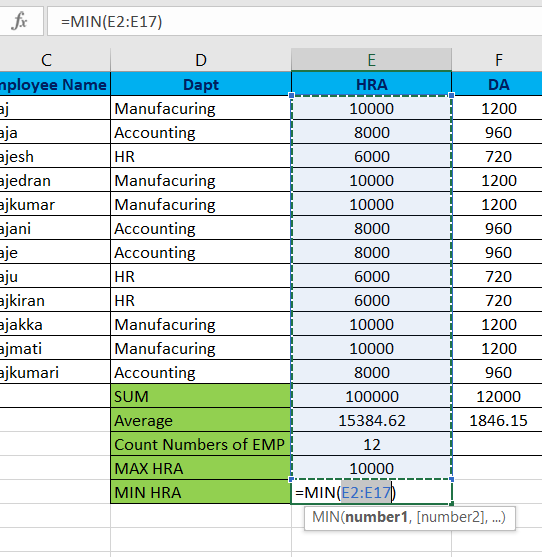 fx =MIN(E2:E17)
C D E F
mployee Name Dapt HRA DA
aj Manufacuring 10000 1200
aja Accounting 8000 960
ajesh HR 6000 720
ajedran Manufacuring 10000 1200
ajkumar Manufacuring 10000 1200
ajani Accounting 8000 960
aje Accounting 8000 960
aju HR 6000 720
ajkiran HR 6000 720
ajakka Manufacuring 10000 1200
ajmati Manufacuring 10000 1200
ajkumari Accounting 8000 960
SUM 100000 12000
Average 15384.62 1846.15
Count Numbers of EMP 12
MAX HRA 10000
MIN HRA =MIN(E2:E17)
MIN(number1, [number2], ...)